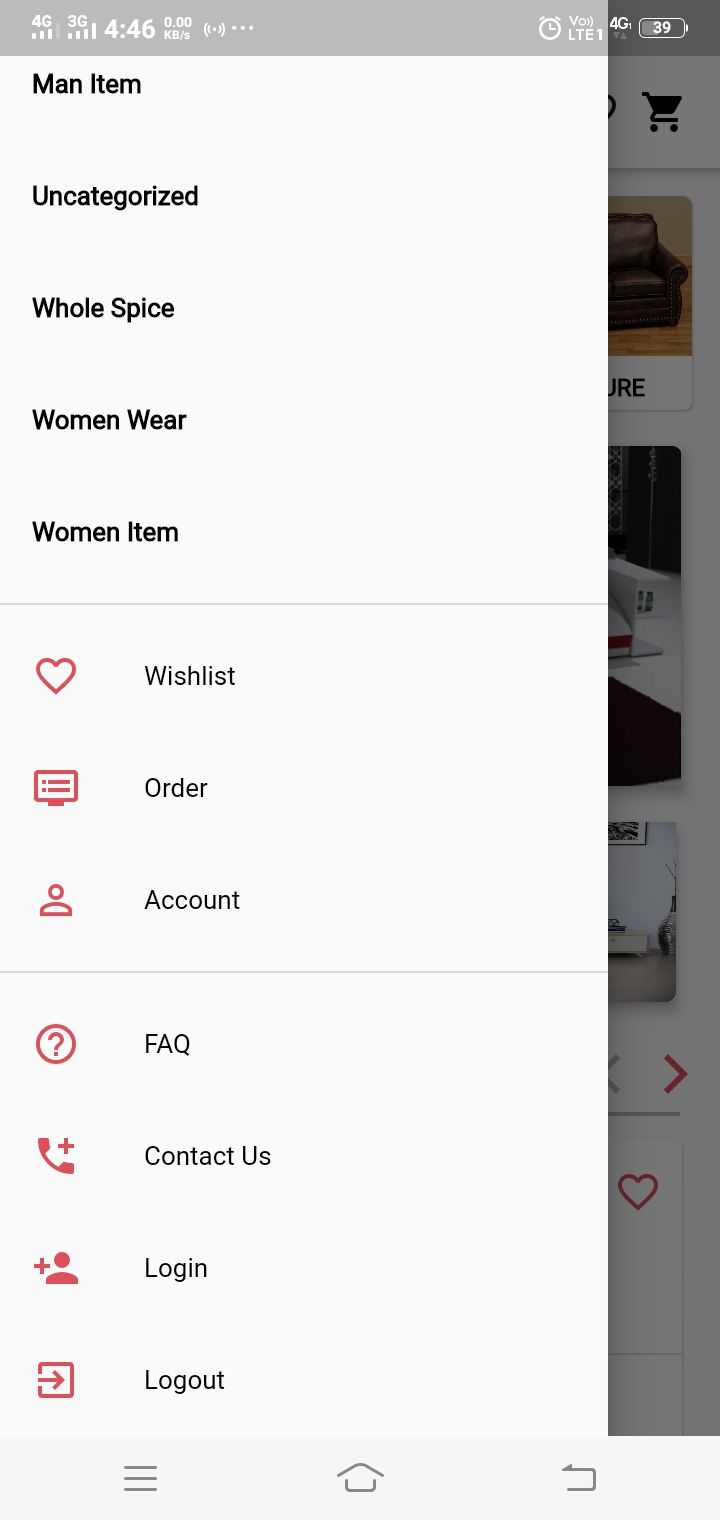 4G 3G 4:46 0.00 KB/s Vo)) LTE1 4G 39
Man Item
Uncategorized
Whole Spice
Women Wear
URE
Women Item
Wishlist
Order
Account
FAQ
Contact Us
Login
Logout